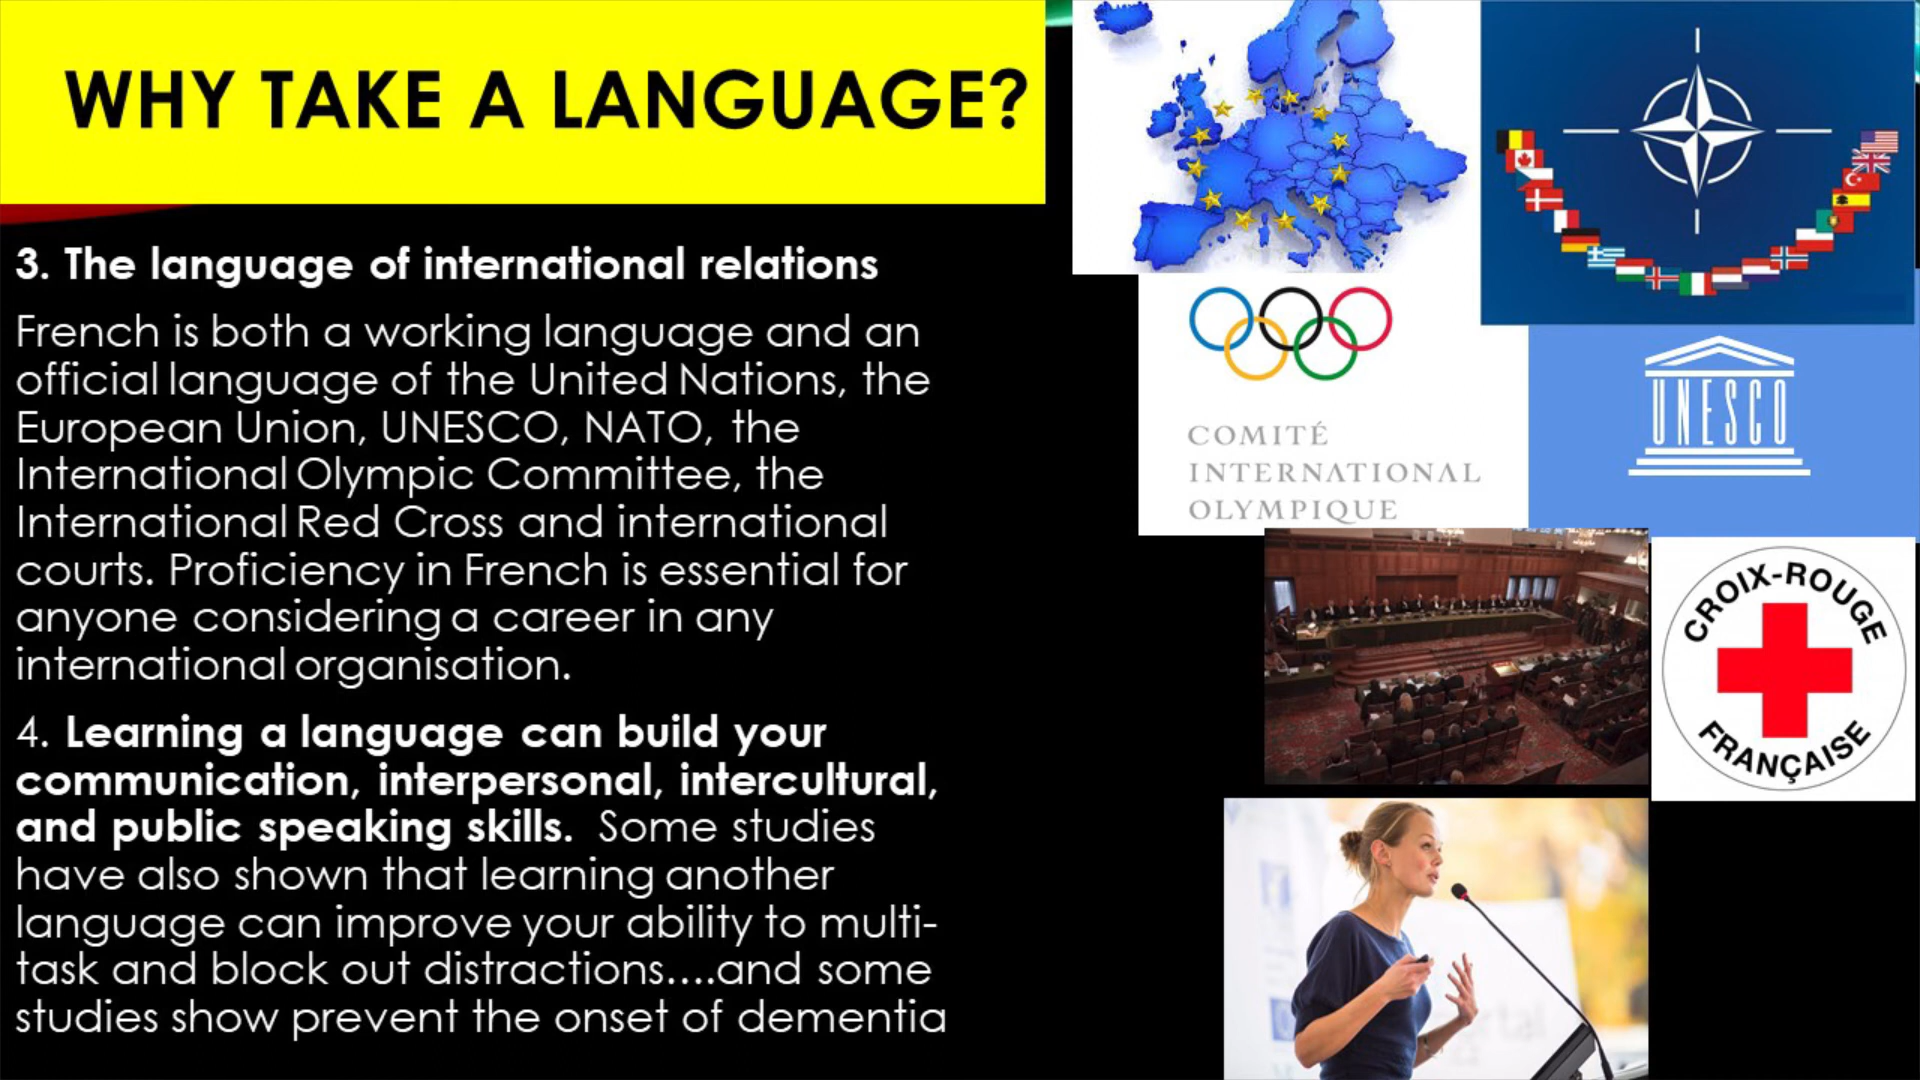 WHY TAKE A LANGUAGE?
3. The language of international relations
French is both a working language and an
official language of the United Nations, the
European Union, UNESCO, NATO, the
International Olympic Committee, the
International Red Cross and international
courts. Proficiency in French is essential for
anyone considering a career in any
international organisation.
4. Learning a language can build your
communication, interpersonal, intercultural,
and public speaking skills.  Some studies
have also shown that learning another
language can improve your ability to multi-
task and block out distractions....and some
studies show prevent the onset of dementia
COMITÉ
INTERNATIONAL
OLYMPIQUE
UNESCO
CROIX-ROUGE
FRANÇAISE